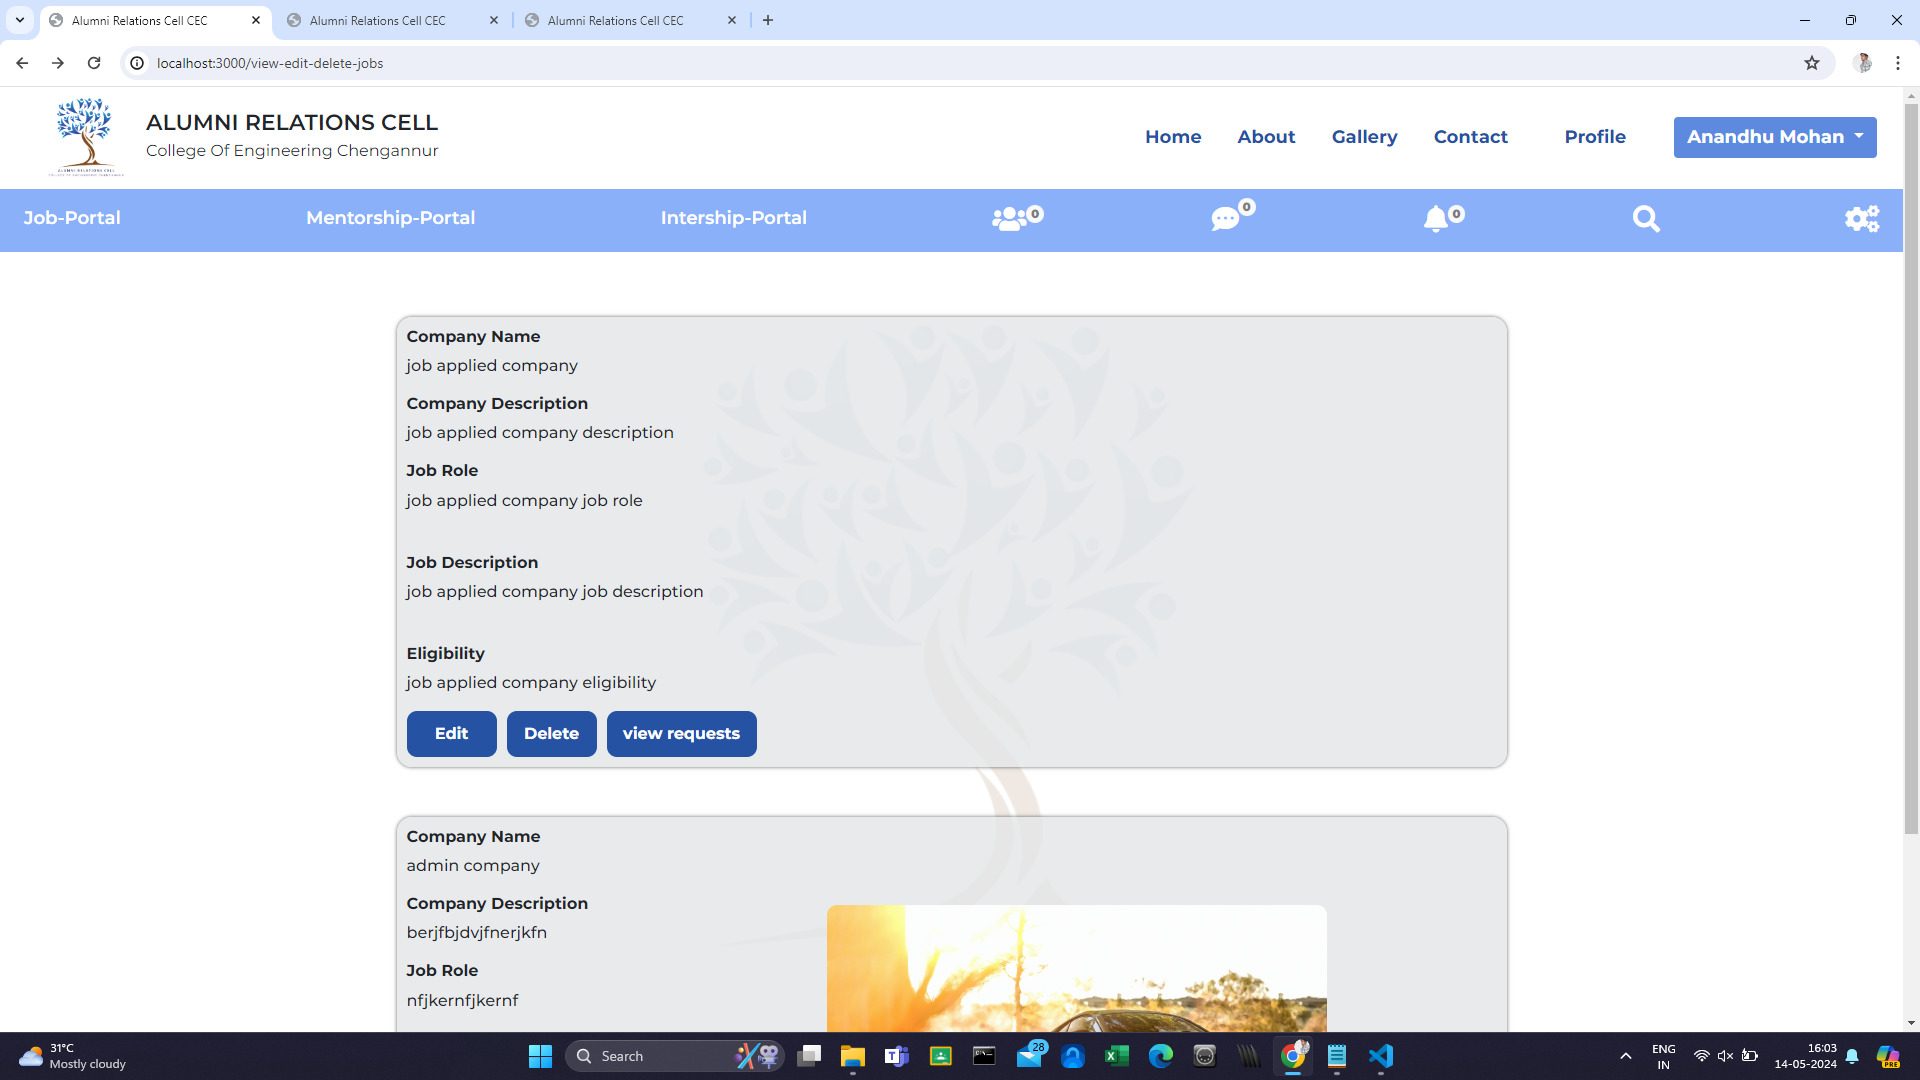 Alumni Relations Cell CEC
Alumni Relations Cell CEC
Alumni Relations Cell CEC
localhost:3000/view-edit-delete-jobs
ALUMNI RELATIONS CELL
College Of Engineering Chengannur
Home
About
Gallery
Contact
Profile
Anandhu Mohan
Job-Portal
Mentorship-Portal
Intership-Portal
0
0
0
Company Name
job applied company
Company Description
job applied company description
Job Role
job applied company job role
Job Description
job applied company job description
Eligibility
job applied company eligibility
Edit
Delete
view requests
Company Name
admin company
Company Description
berjfbjdvjfnerjkfn
Job Role
nfjkernfjkernf
31°C
Mostly cloudy
Search
28
ENG
IN
16:03
14-05-2024
PRE